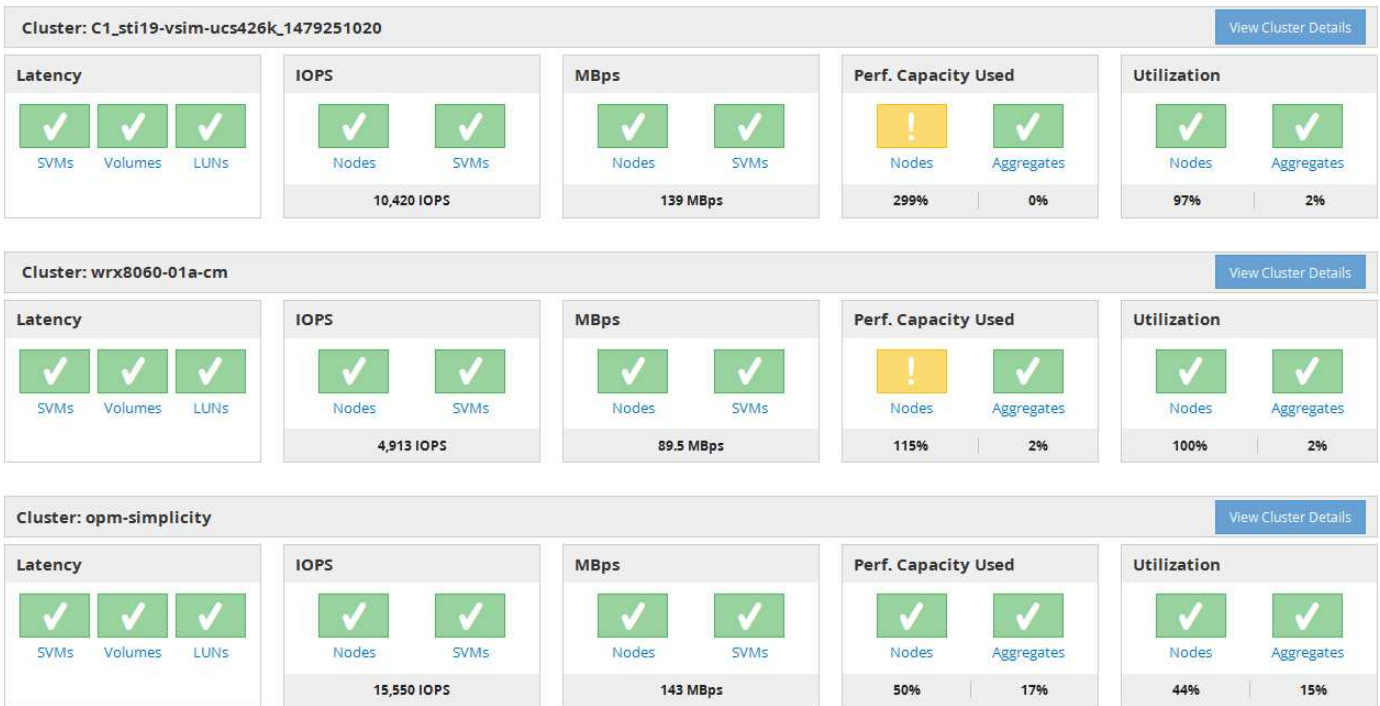 Cluster: C1_sti19-vsim-ucs426k_1479251020 View Cluster Details
Latency IOPS MBps Perf. Capacity Used Utilization
! 
SVMs Volumes LUNs Nodes SVMs Nodes SVMs Nodes Aggregates Nodes Aggregates
10,420 IOPS 139 MBps 299% 0% 97% 2%
Cluster: wrx8060-01a-cm View Cluster Details
Latency IOPS MBps Perf. Capacity Used Utilization
!
SVMs Volumes LUNs Nodes SVMs Nodes SVMs Nodes Aggregates Nodes Aggregates
4,913 IOPS 89.5 MBps 115% 2% 100% 2%
Cluster: opm-simplicity View Cluster Details
Latency IOPS MBps Perf. Capacity Used Utilization
SVMs Volumes LUNs Nodes SVMs Nodes SVMs Nodes Aggregates Nodes Aggregates
15,550 IOPS 143 MBps 50% 17% 44% 15%